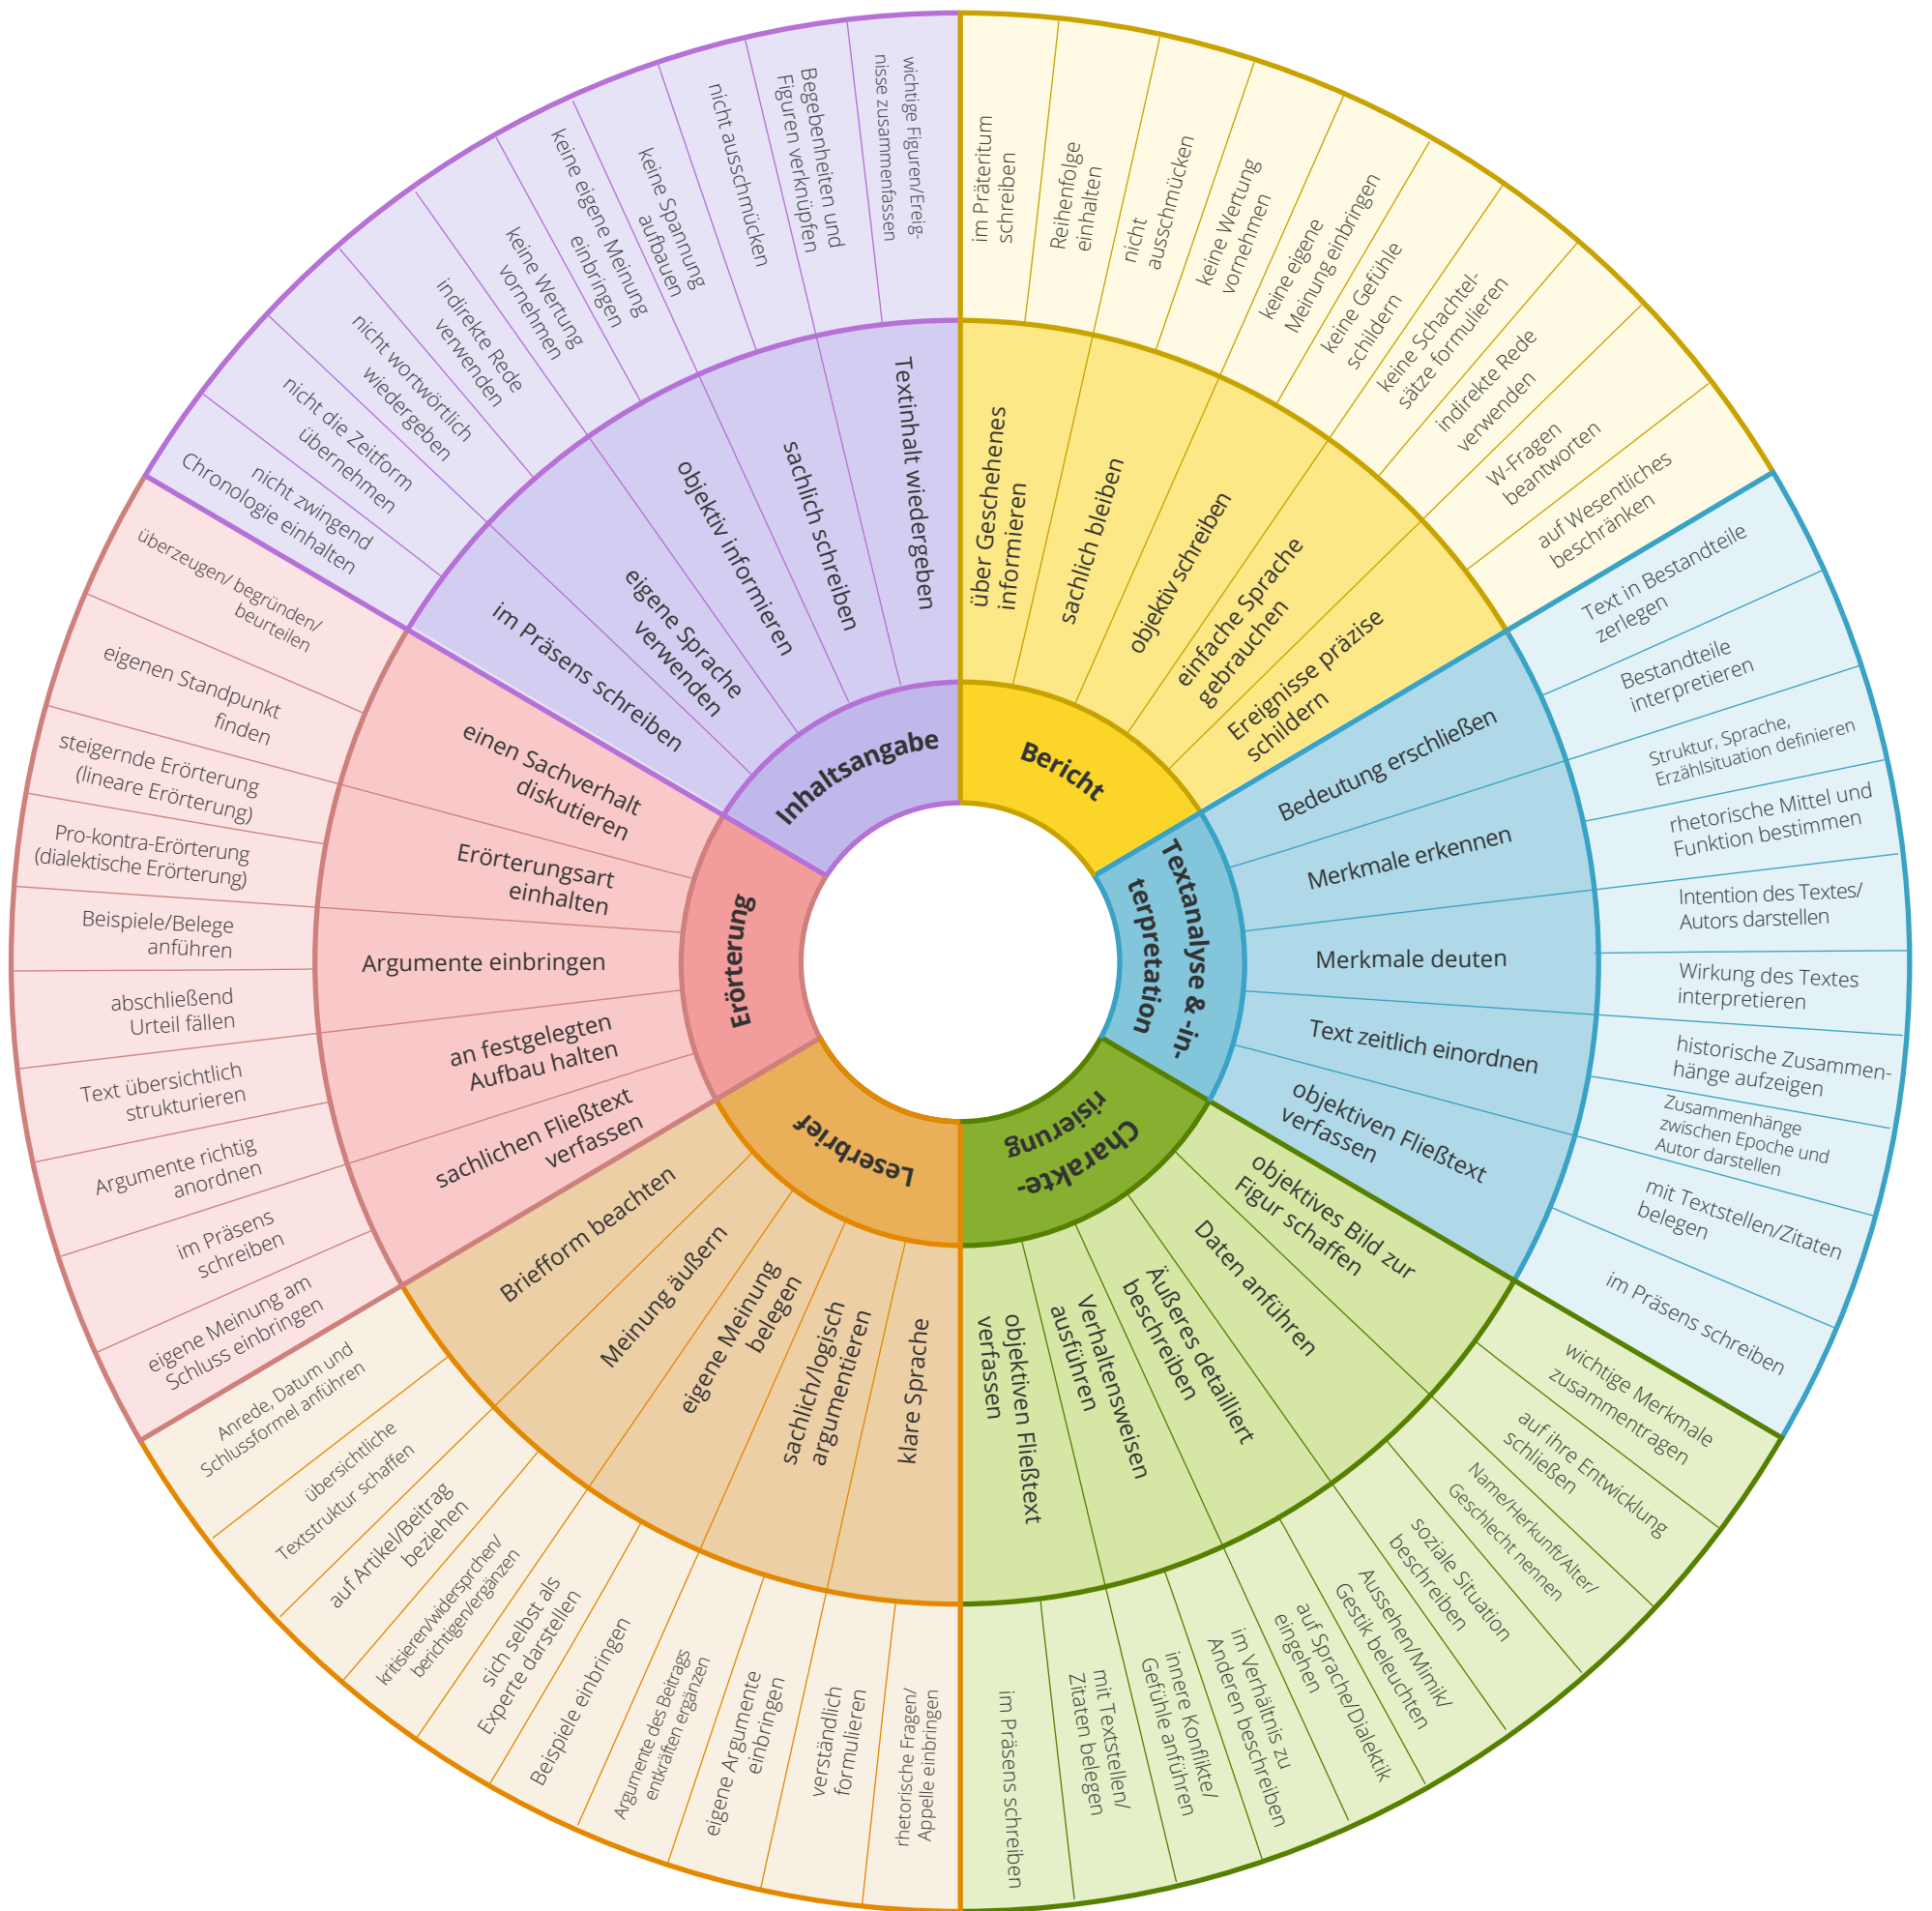 Bericht
über Geschehenes
informieren
im Präteritum
schreiben
Reihenfolge
einhalten
sachlich bleiben
nicht
ausschmücken
keine Wertung
vornehmen
objektiv schreiben
keine eigene
Meinung einbringen
keine Gefühle
schildern
einfache Sprache
gebrauchen
keine Schachtel-
sätze formulieren
indirekte Rede
verwenden
Ereignisse präzise
schildern
W-Fragen
beantworten
auf Wesentliches
beschränken
Textanalyse & -in-
terpretation
Bedeutung erschließen
Text in Bestandteile
zerlegen
Bestandteile
interpretieren
Merkmale erkennen
Struktur, Sprache,
Erzählsituation definieren
rhetorische Mittel und
Funktion bestimmen
Merkmale deuten
Intention des Textes/
Autors darstellen
Wirkung des Textes
interpretieren
Text zeitlich einordnen
historische Zusammen-
hänge aufzeigen
Zusammenhänge
zwischen Epoche und
Autor darstellen
objektiven Fließtext
verfassen
mit Textstellen/Zitaten
belegen
im Präsens schreiben
Charakte-
risierung
objektives Bild zur
Figur schaffen
wichtige Merkmale
zusammentragen
auf ihre Entwicklung
schließen
Daten anführen
Name/Herkunft/Alter/
Geschlecht nennen
soziale Situation
beschreiben
Äußeres detailliert
beschreiben
Aussehen/Mimik/
Gestik beleuchten
auf Sprache/Dialektik
eingehen
Verhaltensweisen
ausführen
im Verhältnis zu
Anderen beschreiben
innere Konflikte/
Gefühle anführen
objektiven Fließtext
verfassen
mit Textstellen/
Zitaten belegen
im Präsens schreiben
Leserbrief
klare Sprache
rhetorische Fragen/
Appelle einbringen
verständlich
formulieren
sachlich/logisch
argumentieren
eigene Argumente
einbringen
Argumente des Beitrags
entkräften ergänzen
eigene Meinung
belegen
Beispiele einbringen
sich selbst als
Experte darstellen
Meinung äußern
kritisieren/widersprchen/
berichtigen/ergänzen
auf Artikel/Beitrag
beziehen
Briefform beachten
übersichtliche
Textstruktur schaffen
Anrede, Datum und
Schlussformel anführen
Erörterung
sachlichen Fließtext
verfassen
eigene Meinung am
Schluss einbringen
im Präsens
schreiben
an festgelegten
Aufbau halten
Argumente richtig
anordnen
Text übersichtlich
strukturieren
Argumente einbringen
abschließend
Urteil fällen
Beispiele/Belege
anführen
Erörterungsart
einhalten
Pro-kontra-Erörterung
(dialektische Erörterung)
steigernde Erörterung
(lineare Erörterung)
einen Sachverhalt
diskutieren
eigenen Standpunkt
finden
überzeugen/ begründen/
beurteilen
Inhaltsangabe
im Präsens schreiben
nicht zwingend
Chronologie einhalten
nicht die Zeitform
übernehmen
eigene Sprache
verwenden
nicht wortwörtlich
wiedergeben
indirekte Rede
verwenden
objektiv informieren
keine Wertung
vornehmen
keine eigene Meinung
einbringen
sachlich schreiben
keine Spannung
aufbauen
nicht ausschmücken
Textinhalt wiedergeben
Begebenheiten und
Figuren verknüpfen
wichtige Figuren/Ereig-
nisse zusammenfassen